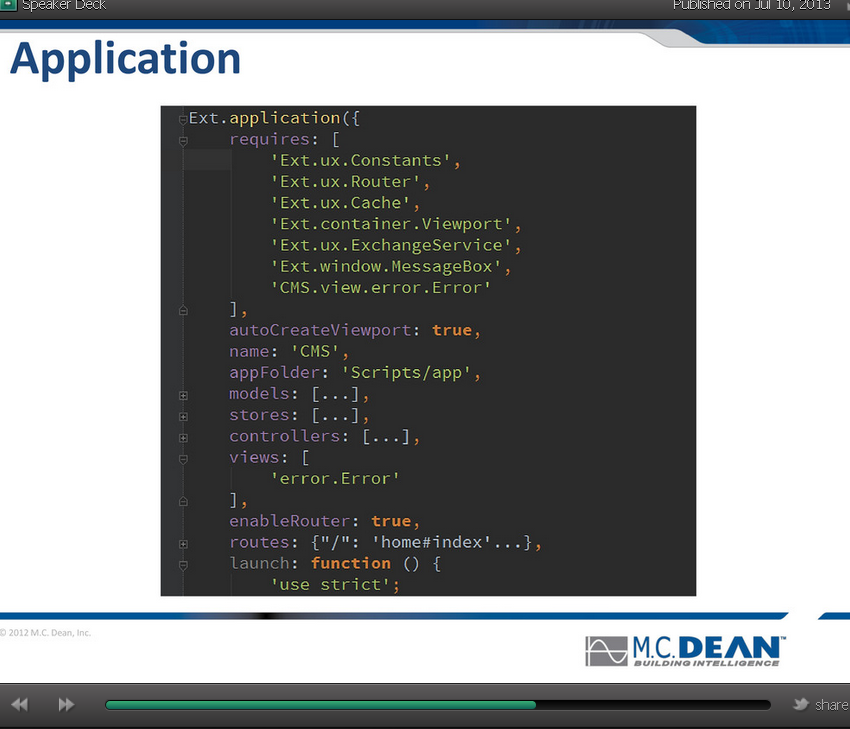 Speaker Deck
Published on Jul 10, 2013
Application
Ext.application({
requires: [
'Ext.ux.Constants',
'Ext.ux.Router',
'Ext.ux.Cache',
'Ext.container.Viewport',
'Ext.ux.ExchangeService',
'Ext.window.MessageBox',
'CMS.view.error.Error'
],
autoCreateViewport: true,
name: 'CMS',
appFolder: 'Scripts/app',
models: [...],
stores: [...],
controllers: [...],
views: [
'error.Error'
],
enableRouter: true,
routes: {"/": 'home#index'...},
launch: function () {
'use strict';
© 2012 M.C. Dean, Inc.
M.C.DEAN™
BUILDING INTELLIGENCE
share